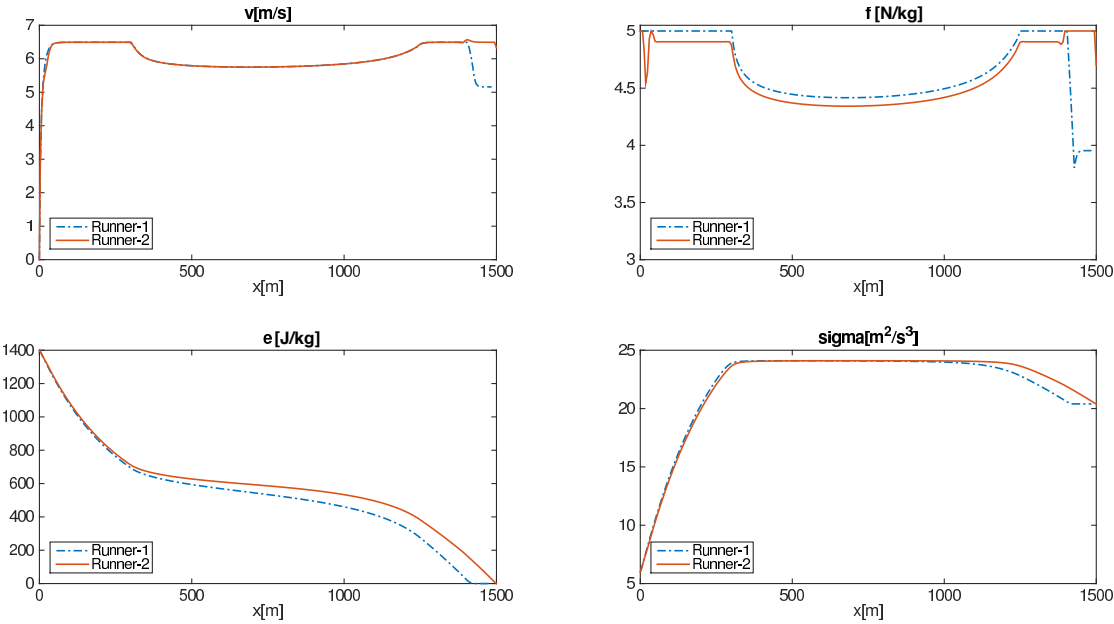 v[m/s]
7
6
5
4
3
2
1
0
Runner-1
Runner-2
0
500
1000
1500
x[m]
f [N/kg]
5
4.5
4
3.5
3
Runner-1
Runner-2
0
500
1000
1500
x[m]
e [J/kg]
1400
1200
1000
800
600
400
200
0
Runner-1
Runner-2
0
500
1000
1500
x[m]
sigma[m²/s³]
25
20
15
10
5
Runner-1
Runner-2
0
500
1000
1500
x[m]